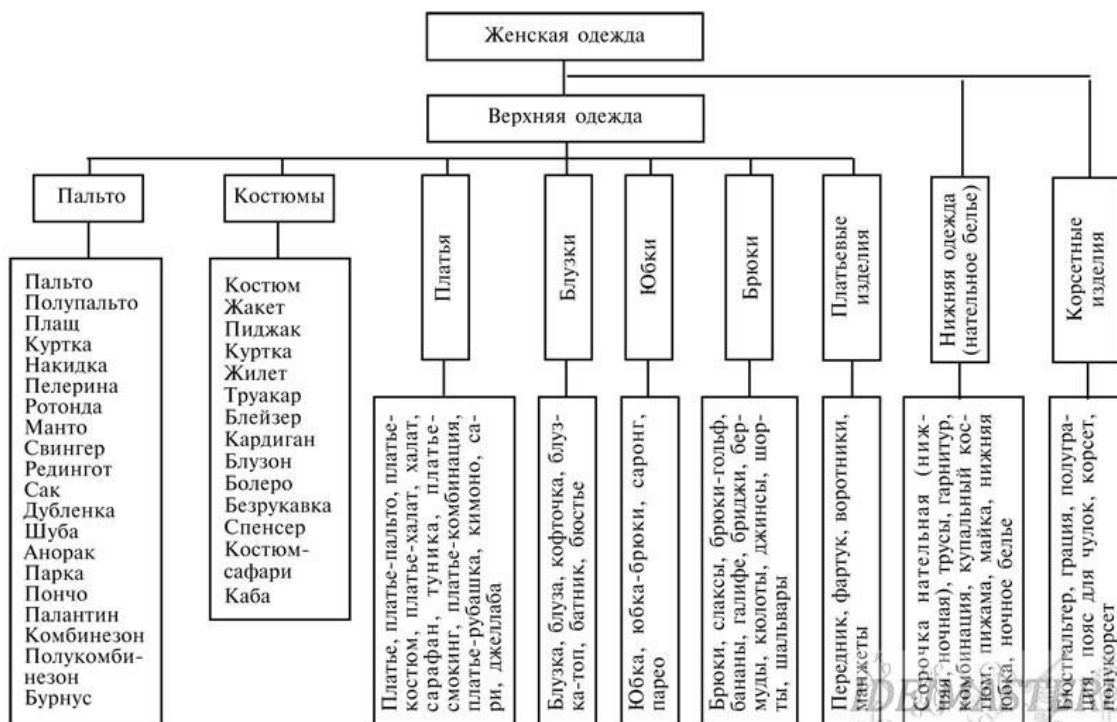 Женская одежда
Верхняя одежда
Пальто
Костюмы
Платья
Блузки
Юбки
Брюки
Платьевые
изделия
Нижняя одежда
(нательное белье)
Корсетные
изделия
Пальто
Полупальто
Плащ
Куртка
Накидка
Пелерина
Ротонда
Манто
Свингер
Редингот
Сак
Дубленка
Шуба
Анорак
Парка
Пончо
Палантин
Комбинезон
Полукомби-
незон
Бурнус
Костюм
Жакет
Пиджак
Куртка
Жилет
Труакар
Блейзер
Кардиган
Блузон
Болеро
Безрукавка
Спенсер
Костюм-
сафари
Каба
Платье, платье-пальто, платье-
костюм, платье-халат, халат,
сарафан, туника, платье-
смокинг, платье-комбинация,
платье-рубашка, кимоно, са-
ри, джеллаба
Блузка, блуза, кофточка, блуз-
ка-топ, батник, бюстье
Юбка, юбка-брюки, саронг,
парео
Брюки, слаксы, брюки-гольф,
бананы, галифе, бриджи, бер-
муды, кюлоты, джинсы, шор-
ты, шальвары
Передник, фартук, воротники,
манжеты
Сорочка нательная (ниж-
няя, ночная), трусы, гарнитур,
комбинация, купальный кос-
тюм, пижама, майка, нижняя
юбка, ночное белье
Бюстгальтер, грация, полугра-
ция, пояс для чулок, корсет,
полукорсет